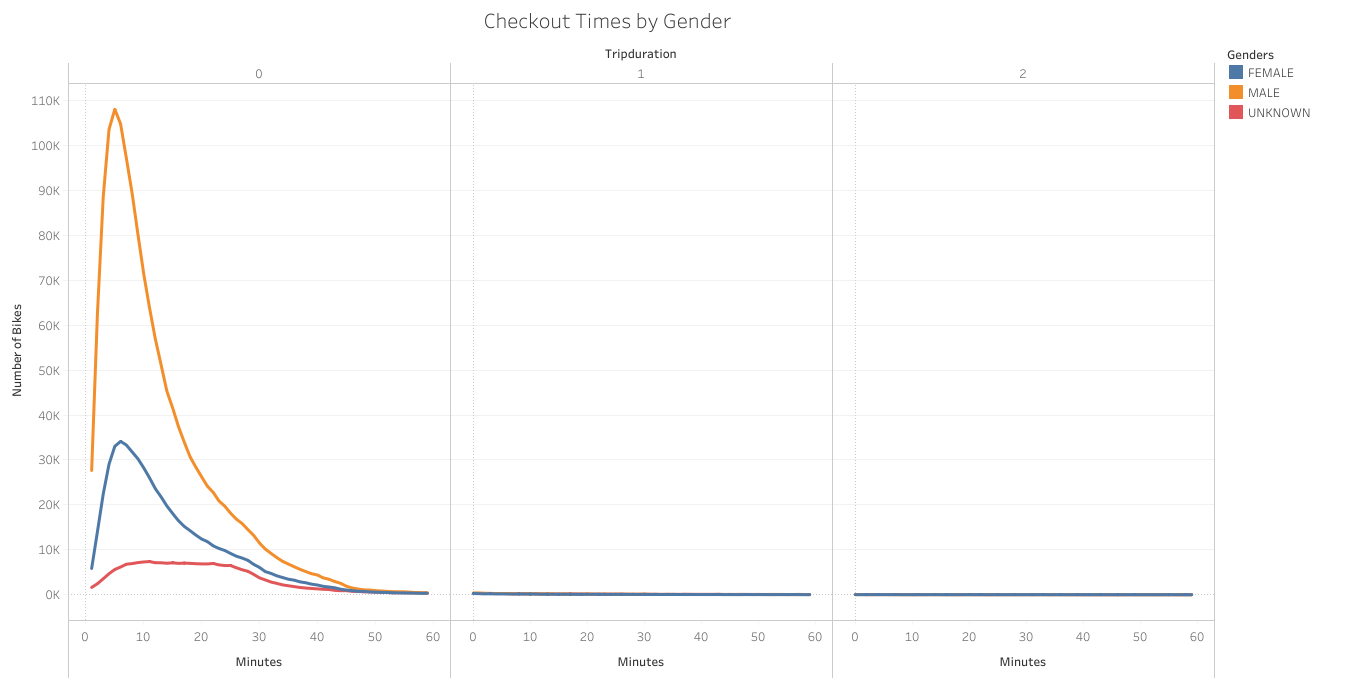 Checkout Times by Gender
Tripduration
0 1 2
Genders
FEMALE
MALE
UNKNOWN
110K
100K
90K
80K
70K
60K
50K
40K
30K
20K
10K
0K
Number of Bikes
0 10 20 30 40 50 60 0 10 20 30 40 50 60 0 10 20 30 40 50 60
Minutes Minutes Minutes